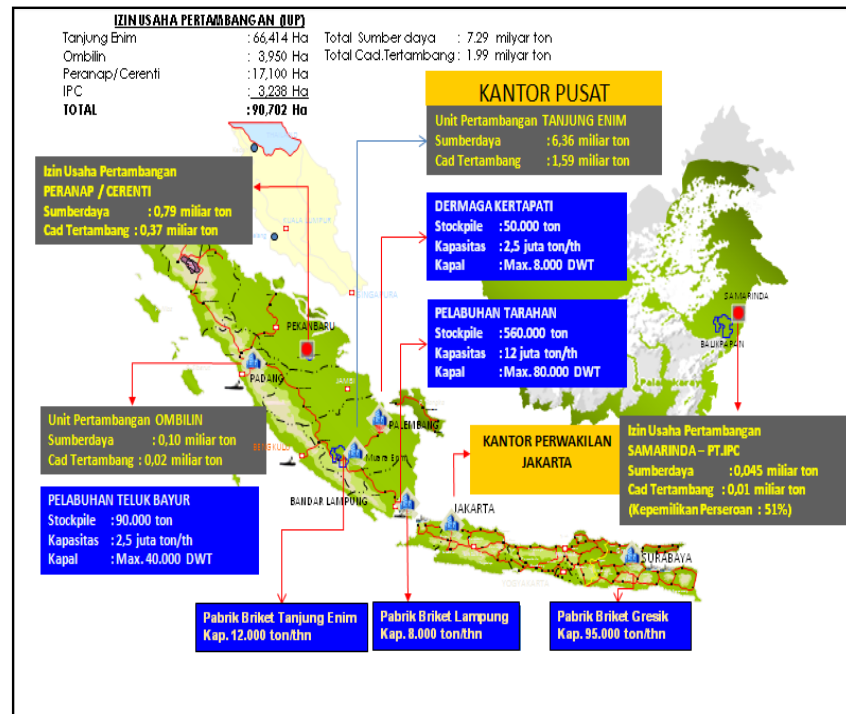 IZIN USAHA PERTAMBANGAN (IUP)
Tanjung Enim : 66,414 Ha Total Sumber daya : 7.29 milyar ton
Ombilin : 3,950 Ha Total Cad.Tertambang : 1.99 milyar ton
Peranap/Cerenti : 17,100 Ha
IPC : 3,238 Ha
TOTAL : 90,702 Ha
KANTOR PUSAT
Unit Pertambangan TANJUNG ENIM
Sumberdaya : 6,36 miliar ton
Cad Tertambang : 1,59 miliar ton
Izin Usaha Pertambangan
PERANAP / CERENTI
Sumberdaya : 0,79 miliar ton
Cad Tertambang : 0,37 miliar ton
DERMAGA KERTAPATI
Stockpile : 50.000 ton
Kapasitas : 2,5 juta ton/th
Kapal : Max. 8.000 DWT
KUALA LUMPUR
SINGAPURA
PELABUHAN TARAHAN
Stockpile : 560.000 ton
Kapasitas : 12 juta ton/th
Kapal : Max. 80.000 DWT
SAMARINDA
BALIKPAPAN
PEKANBARU
PADANG
JAMBI
PALEMBANG
BENGKULU
Muara Enim
BANDAR LAMPUNG
Unit Pertambangan OMBILIN
Sumberdaya : 0,10 miliar ton
Cad Tertambang : 0,02 miliar ton
KANTOR PERWAKILAN
JAKARTA
Izin Usaha Pertambangan
SAMARINDA – PT.IPC
Sumberdaya : 0,045 miliar ton
Cad Tertambang : 0,01 miliar ton
(Kepemilikan Perseroan : 51%)
PELABUHAN TELUK BAYUR
Stockpile : 90.000 ton
Kapasitas : 2,5 juta ton/th
Kapal : Max. 40.000 DWT
JAKARTA
SURABAYA
YOGYAKARTA
Pabrik Briket Tanjung Enim
Kap. 12.000 ton/thn
Pabrik Briket Lampung
Kap. 8.000 ton/thn
Pabrik Briket Gresik
Kap. 95.000 ton/thn